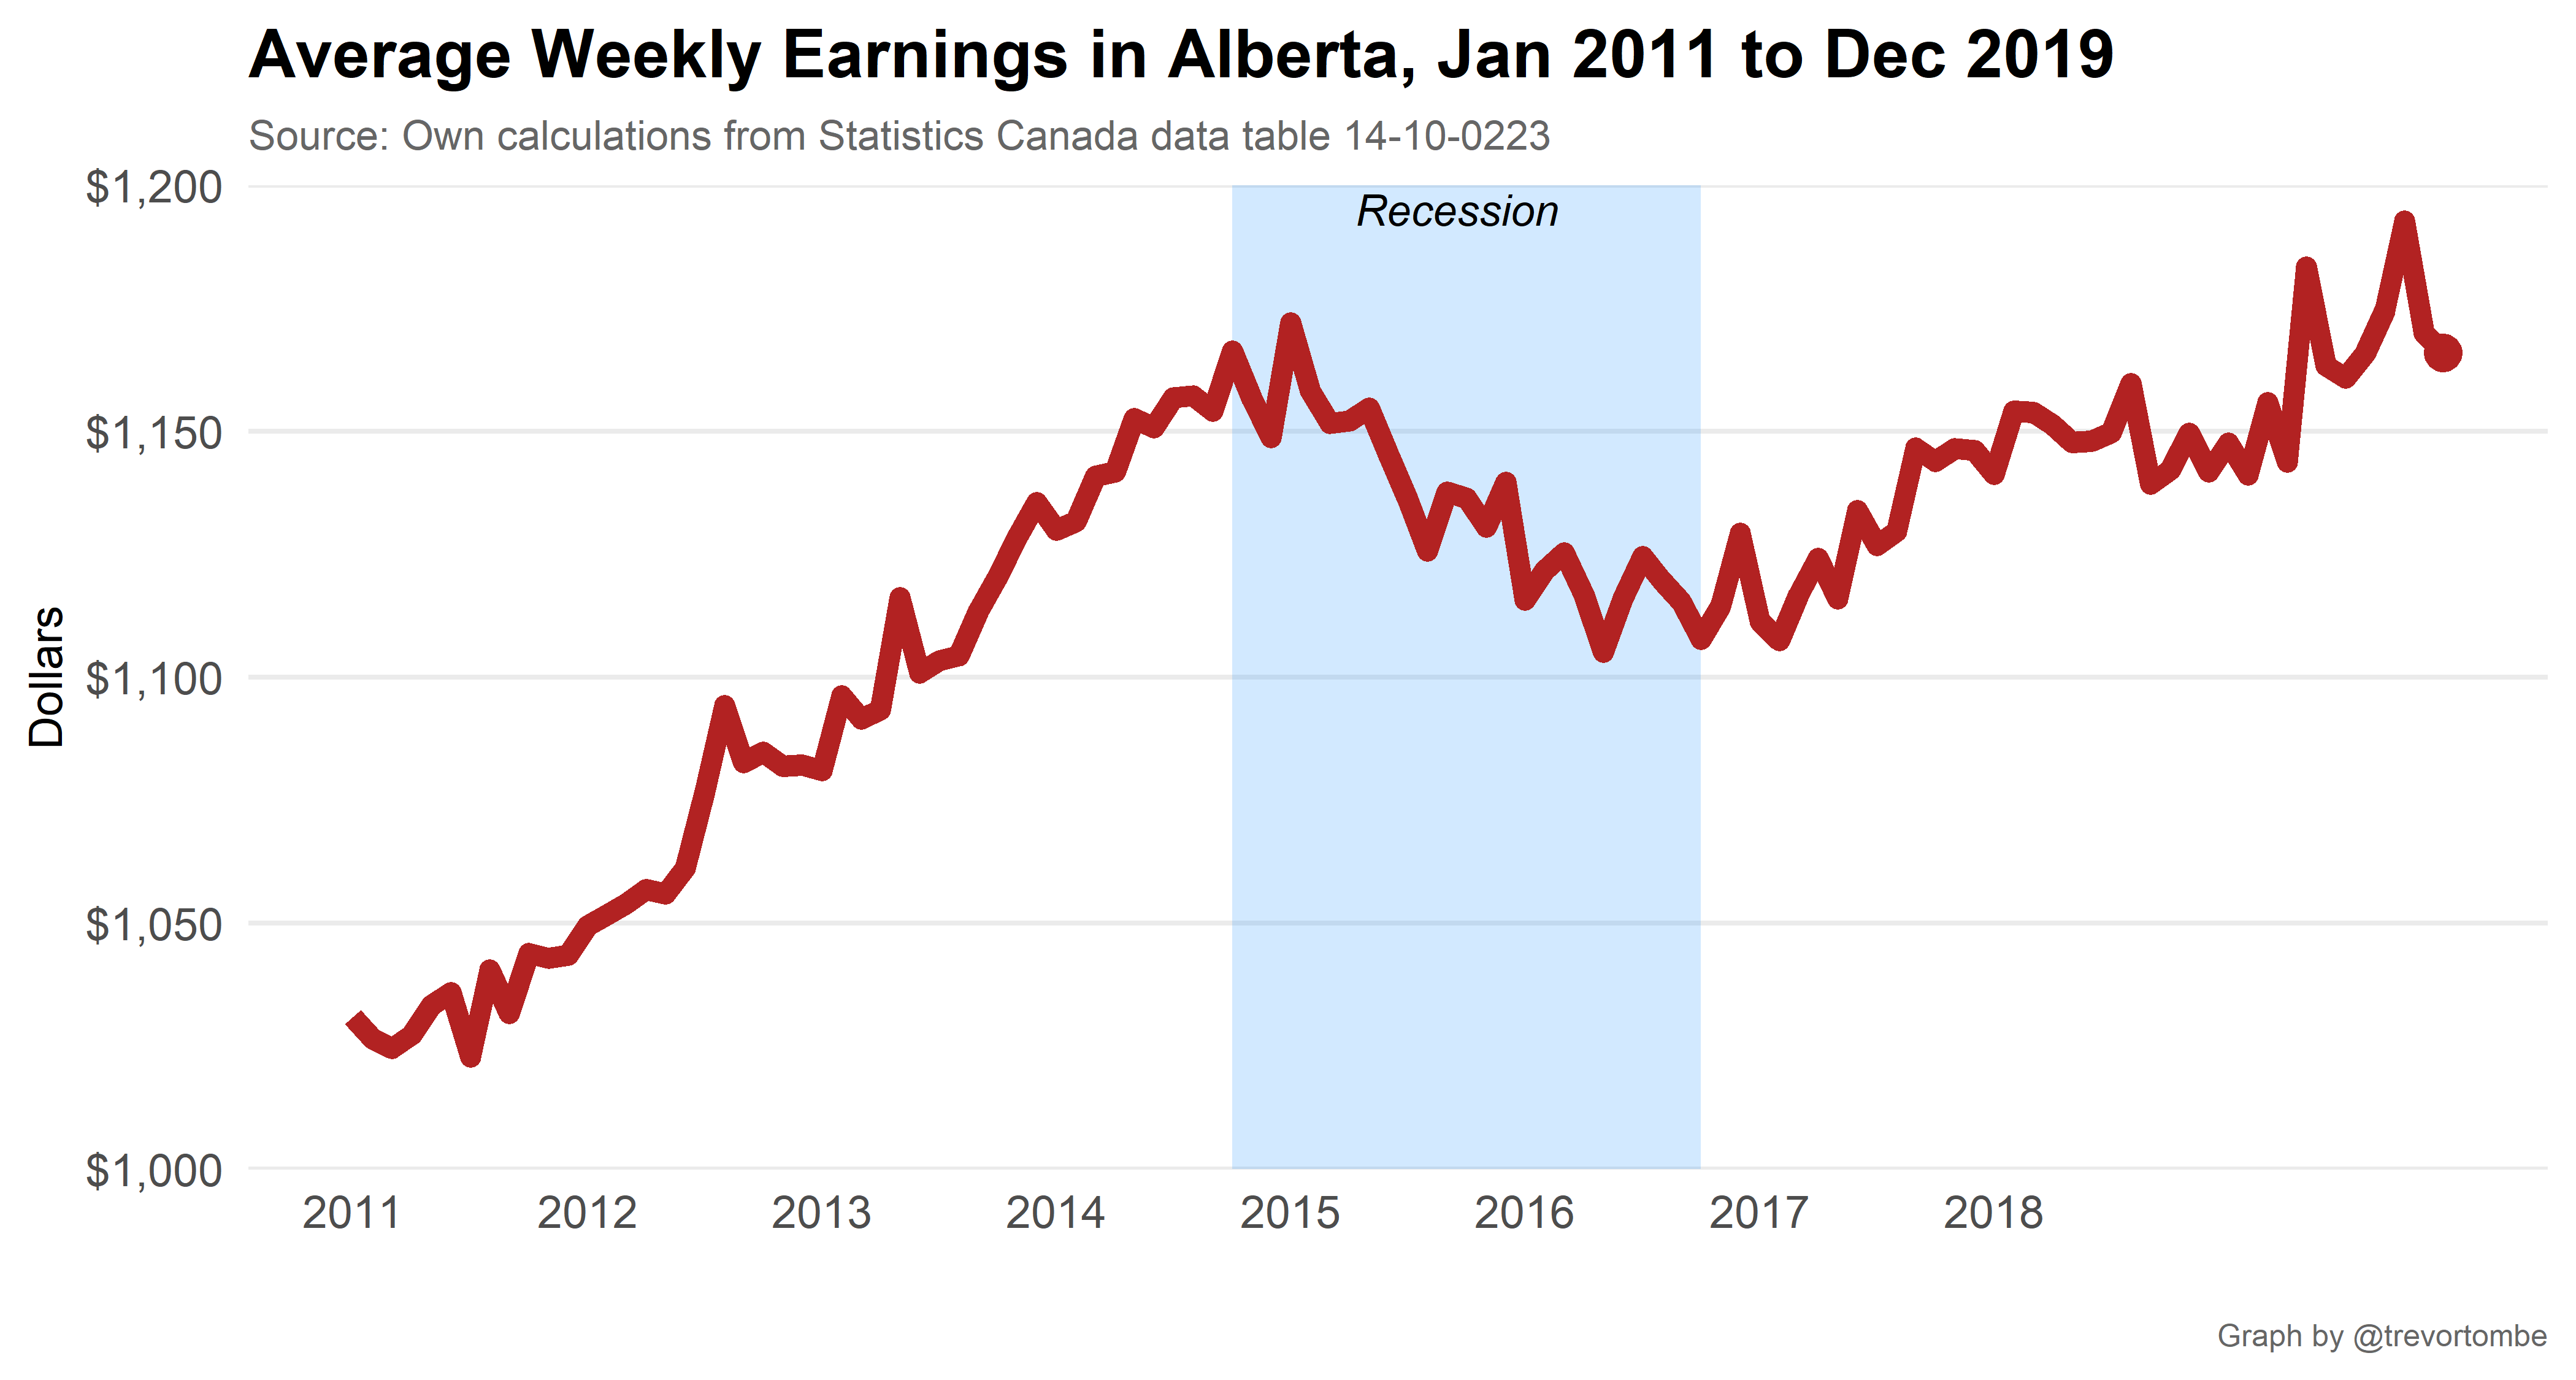 Average Weekly Earnings in Alberta, Jan 2011 to Dec 2019
Source: Own calculations from Statistics Canada data table 14-10-0223
$1,200
Recession
$1,150
$1,100
Dollars
$1,050
$1,000
2011 2012 2013 2014 2015 2016 2017 2018
Graph by @trevortombe